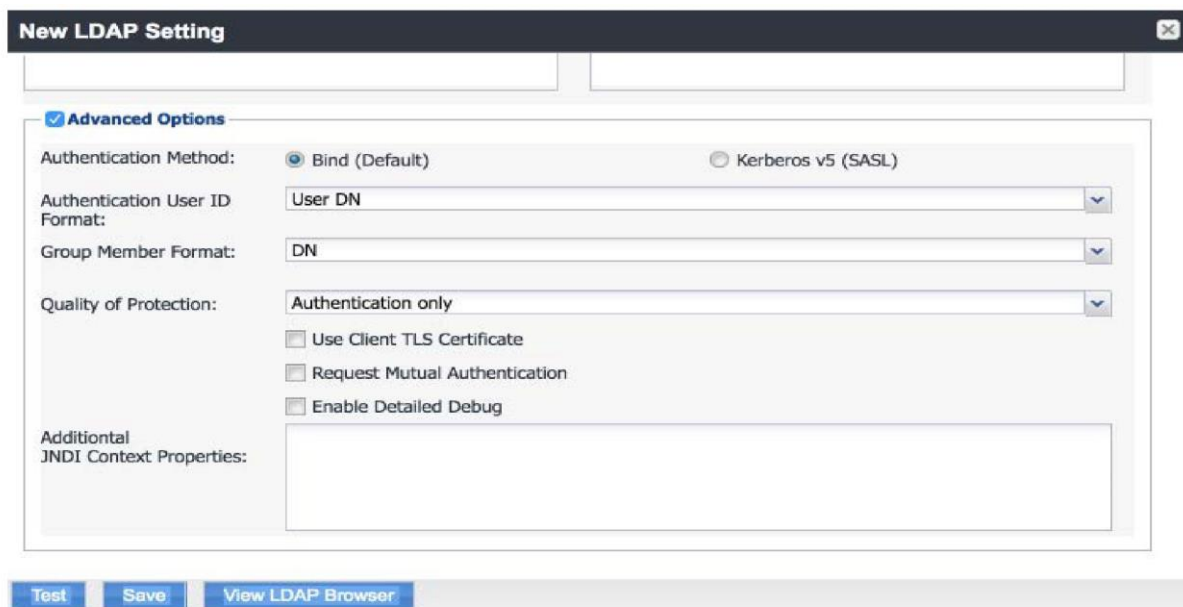 New LDAP Setting
Advanced Options
Authentication Method:
Bind (Default)
Kerberos v5 (SASL)
Authentication User ID
Format:
User DN
Group Member Format:
DN
Quality of Protection:
Authentication only
Use Client TLS Certificate
Request Mutual Authentication
Enable Detailed Debug
Additiontal
JNDI Context Properties:
Test
Save
View LDAP Browser